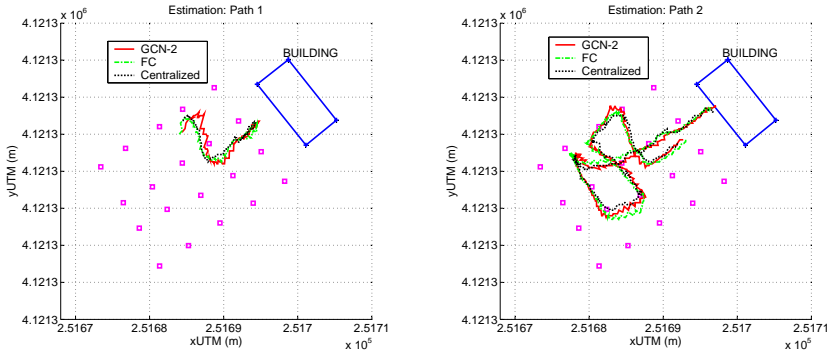 Estimation: Path 1
x 10^6
4.1213
4.1213
4.1213
4.1213
4.1213
4.1213
4.1213
4.1213
4.1213
yUTM (m)
GCN-2
FC
Centralized
BUILDING
2.5167 2.5168 2.5169 2.517 2.5171
xUTM (m)
x 10^5
Estimation: Path 2
x 10^6
4.1213
4.1213
4.1213
4.1213
4.1213
4.1213
4.1213
4.1213
4.1213
yUTM (m)
GCN-2
FC
Centralized
BUILDING
2.5167 2.5168 2.5169 2.517 2.5171
xUTM (m)
x 10^5